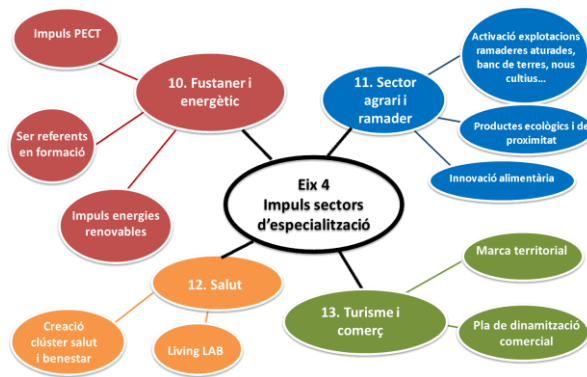 Impuls PECT
10. Fustaner i
energètic
Ser referents
en formació
Impuls energies
renovables
Activació explotacions
ramaderes aturades,
banc de terres, nous
cultius...
11. Sector
agrari i
ramader
Productes ecològics i de
proximitat
Innovació alimentària
Eix 4
Impuls sectors
d'especialització
12. Salut
Creació
clúster salut
i benestar
Living LAB
13. Turisme i
comerç
Marca territorial
Pla de dinamització
comercial